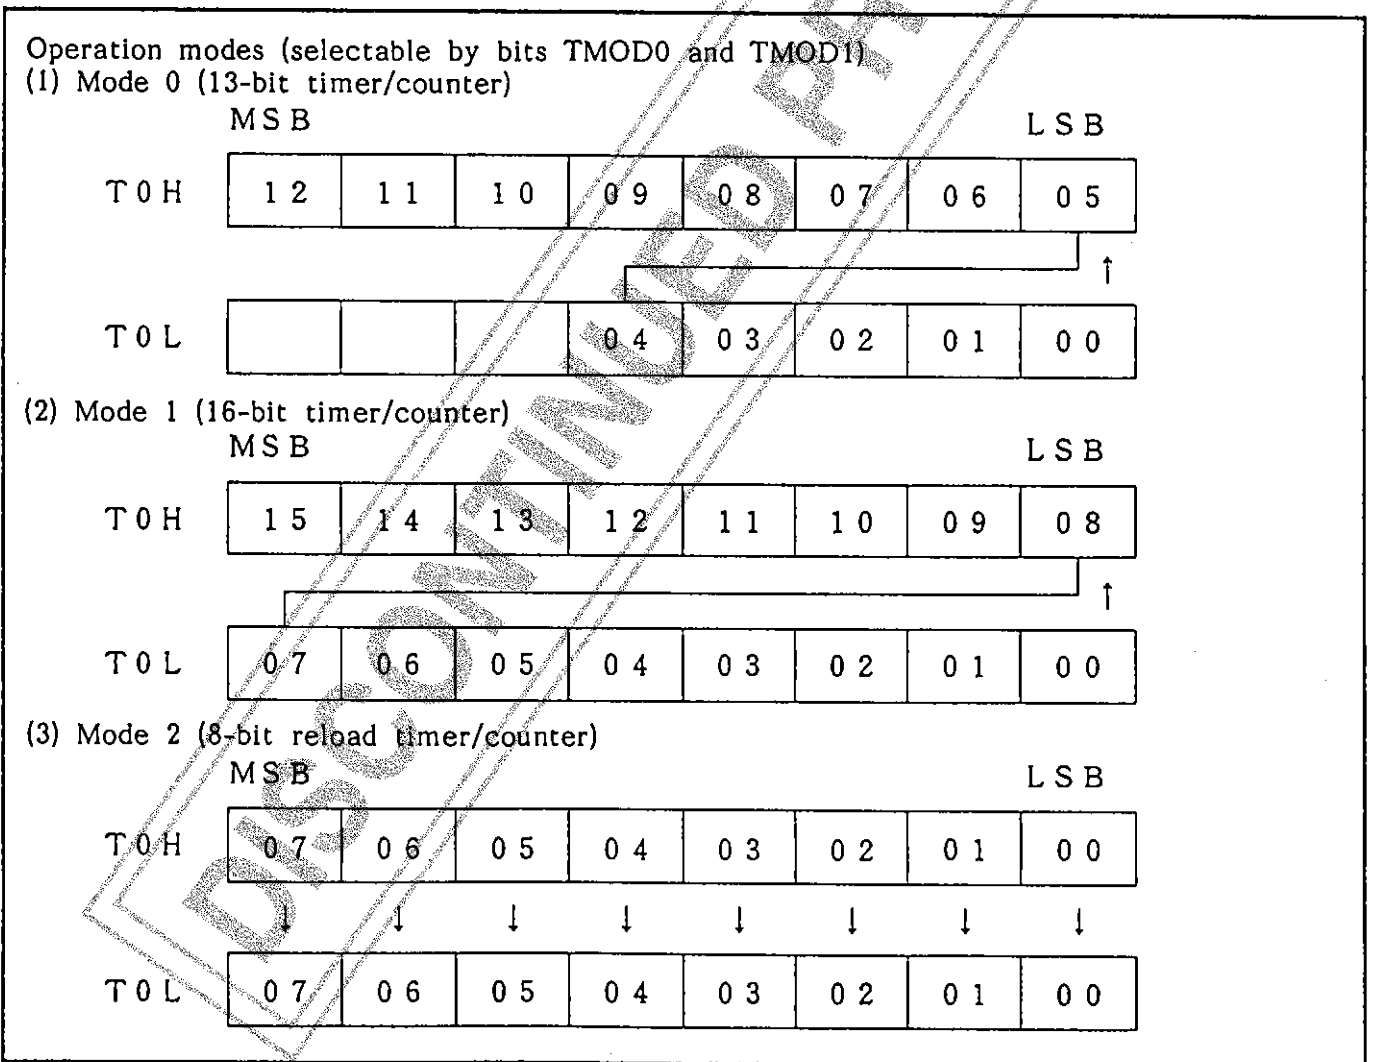 Operation modes (selectable by bits TMOD0 and TMOD1)
(1) Mode 0 (13-bit timer/counter)
MSB LSB
T0H 12 11 10 09 08 07 06 05
↑
T0L 04 03 02 01 00
(2) Mode 1 (16-bit timer/counter)
MSB LSB
T0H 15 14 13 12 11 10 09 08
↑
T0L 07 06 05 04 03 02 01 00
(3) Mode 2 (8-bit reload timer/counter)
MSB LSB
T0H 07 06 05 04 03 02 01 00
↓ ↓ ↓ ↓ ↓ ↓ ↓ ↓
T0L 07 06 05 04 03 02 01 00
DISCONTINUED PR